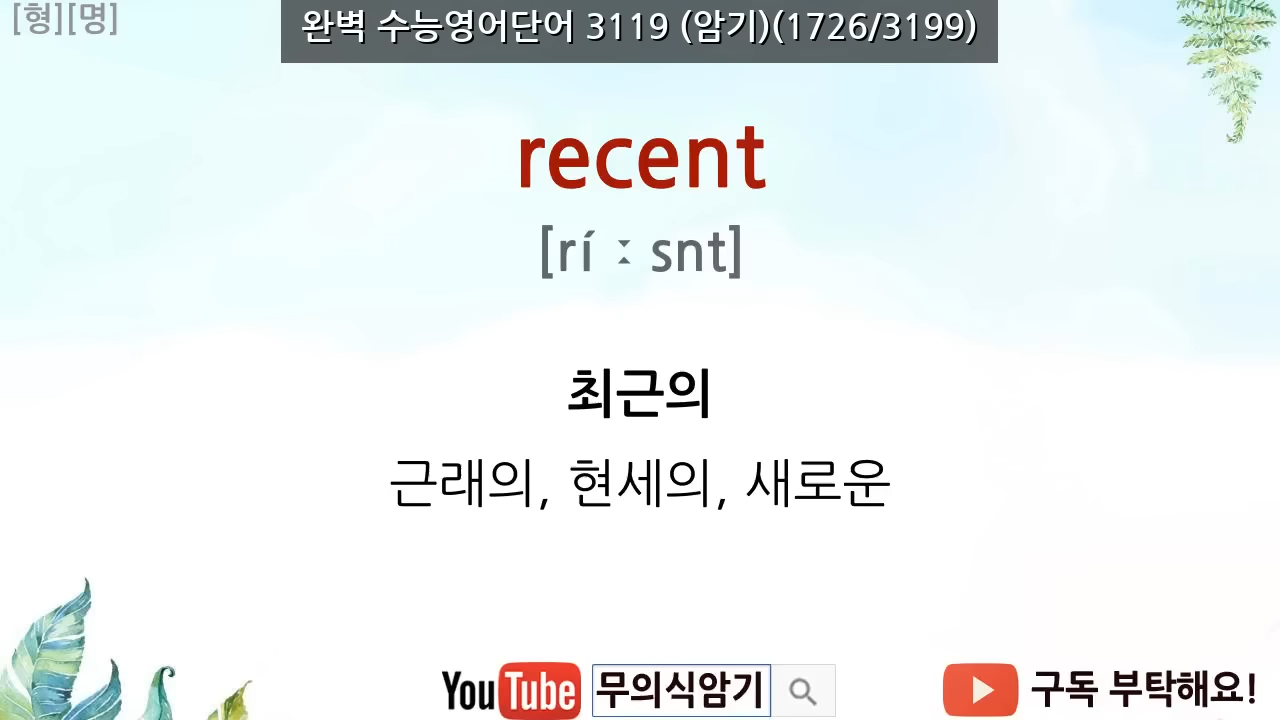 [형][명]
완벽 수능영어단어 3119 (암기)(1726/3199)
recent
[rí ː snt]
최근의
근래의, 현세의, 새로운
YouTube 무의식암기
구독 부탁해요!